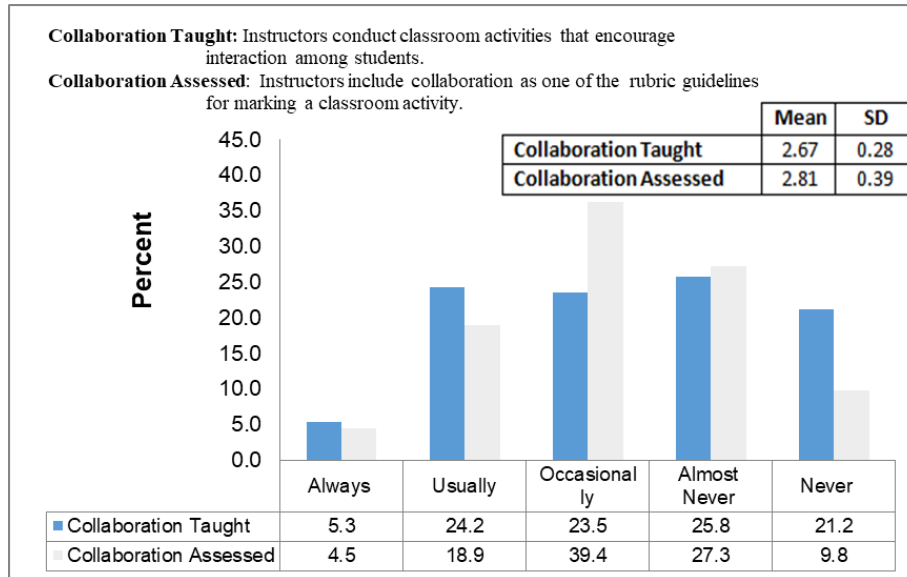 Collaboration Taught: Instructors conduct classroom activities that encourage
interaction among students.
Collaboration Assessed: Instructors include collaboration as one of the rubric guidelines
for marking a classroom activity.
Mean SD
Collaboration Taught 2.67 0.28
Collaboration Assessed 2.81 0.39
Percent
45.0
40.0
35.0
30.0
25.0
20.0
15.0
10.0
5.0
0.0
Always Usually Occasional
ly Almost
Never Never
Collaboration Taught 5.3 24.2 23.5 25.8 21.2
Collaboration Assessed 4.5 18.9 39.4 27.3 9.8